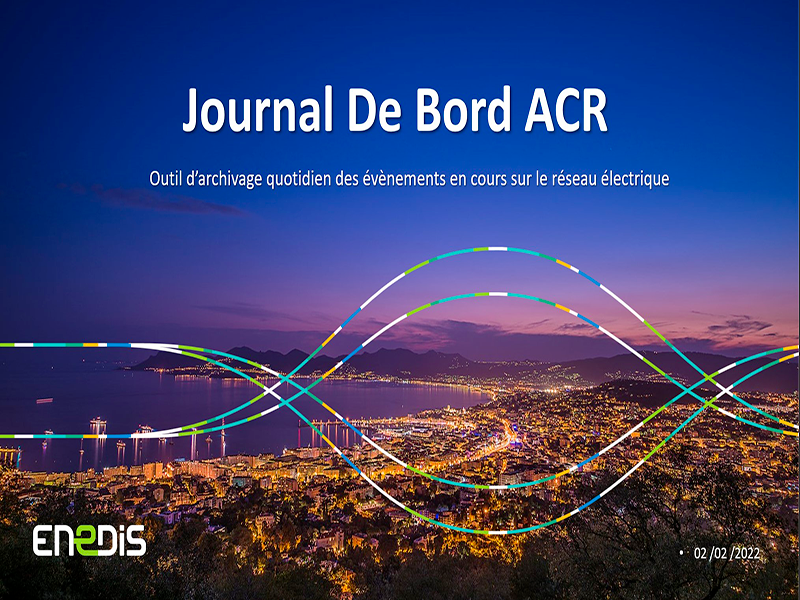 Journal De Bord ACR
Outil d'archivage quotidien des évènements en cours sur le réseau électrique
ENEDIS
• 02 /02 /2022